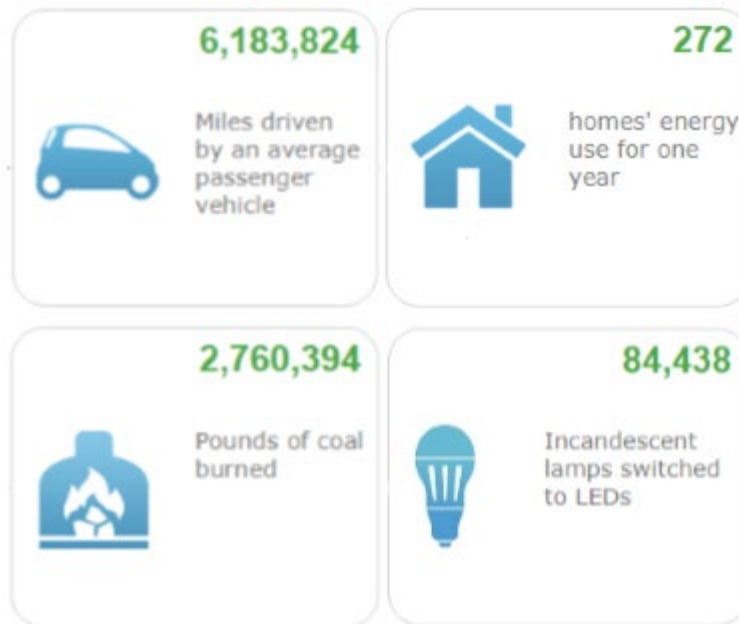 6,183,824
Miles driven
by an average
passenger
vehicle
272
homes' energy
use for one
year
2,760,394
Pounds of coal
burned
84,438
Incandescent
lamps switched
to LEDs